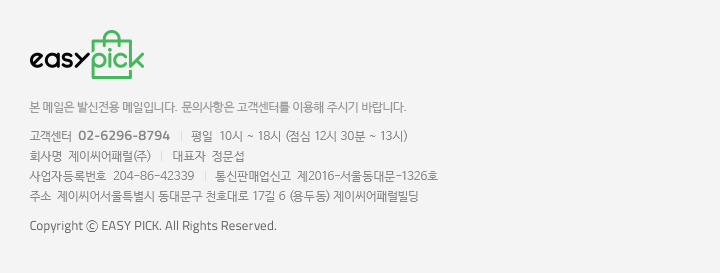 easypick
본 메일은 발신전용 메일입니다. 문의사항은 고객센터를 이용해 주시기 바랍니다.
고객센터 02-6296-8794 | 평일 10시 ~ 18시 (점심 12시 30분 ~ 13시)
회사명 제이씨어패럴(주) | 대표자 정문섭
사업자등록번호 204-86-42339 | 통신판매업신고 제2016-서울동대문-1326호
주소 제이씨어서울특별시 동대문구 천호대로 17길 6 (용두동) 제이씨어패럴빌딩
Copyright ⓒ EASY PICK. All Rights Reserved.